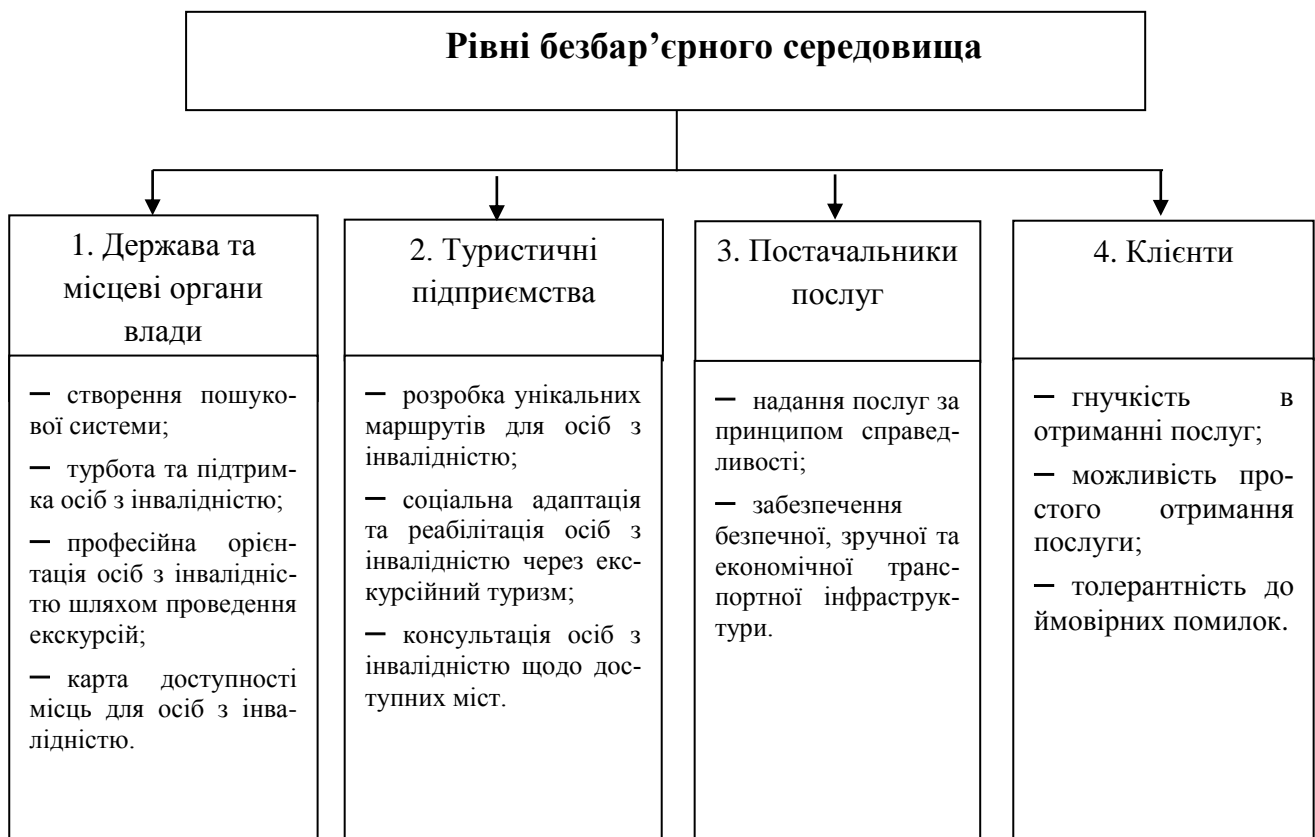 Рівні безбар’єрного середовища
1. Держава та
місцеві органи
влади
— створення пошуко-
вої системи;
— турбота та підтрим-
ка осіб з інвалідністю;
— професійна орієн-
тація осіб з інвалідніс-
тю шляхом проведення
екскурсій;
— карта доступності
місць для осіб з інва-
лідністю.
2. Туристичні
підприємства
— розробка унікальних
маршрутів для осіб з
інвалідністю;
— соціальна адаптація
та реабілітація осіб з
інвалідністю через екс-
курсійний туризм;
— консультація осіб з
інвалідністю щодо дос-
тупних міст.
3. Постачальники
послуг
— надання послуг за
принципом справед-
ливості;
— забезпечення
безпечної, зручної та
економічної транс-
портної інфраструк-
тури.
4. Клієнти
— гнучкість в
отриманні послуг;
— можливість про-
стого отримання
послуги;
— толерантність до
ймовірних помилок.